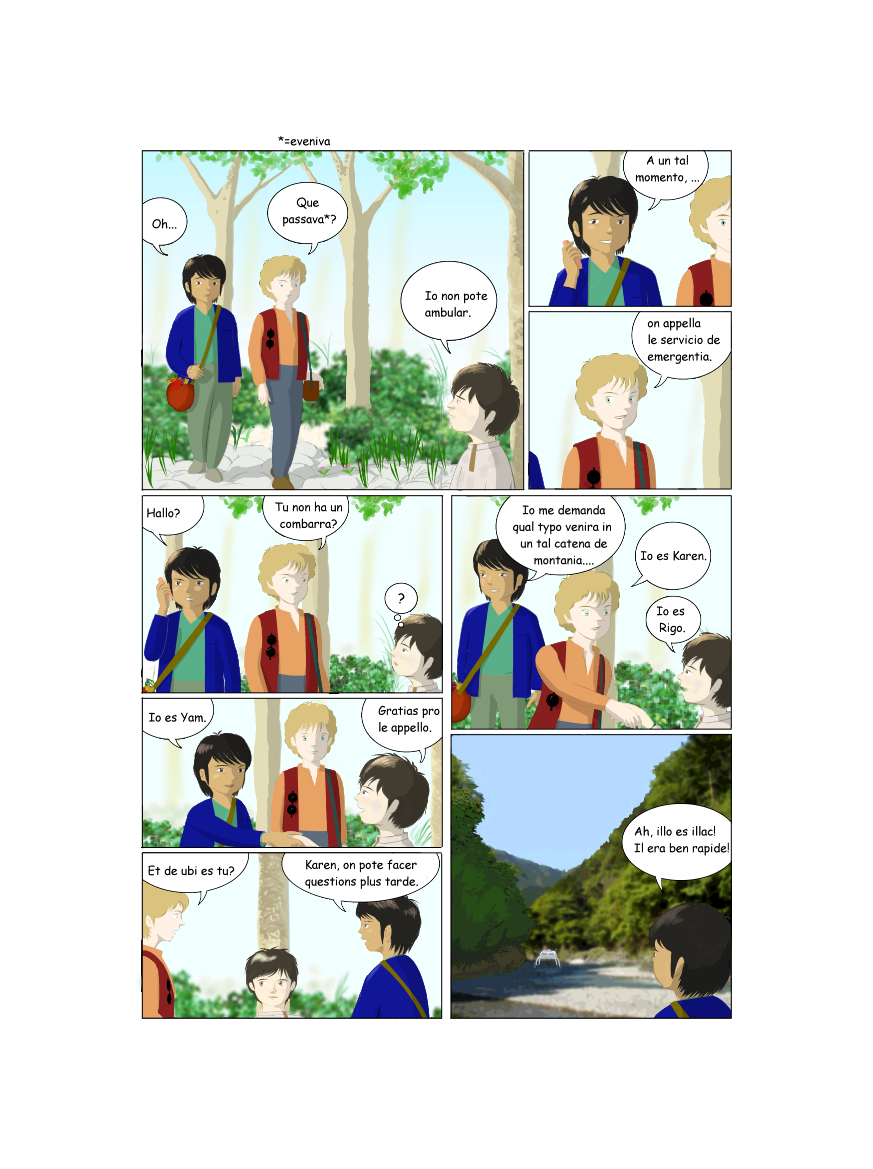 *=eveniva
Oh...
Que
passava*?
Io non pote
ambular.
A un tal
momento, ...
on appella
le servicio de
emergentia.
Hallo?
Tu non ha un
combarra?
?
Io me demanda
qual typo venira in
un tal catena de
montania....
Io es Karen.
Io es
Rigo.
Io es Yam.
Gratias pro
le appello.
Et de ubi es tu?
Karen, on pote facer
questions plus tarde.
Ah, illo es illac!
Il era ben rapide!